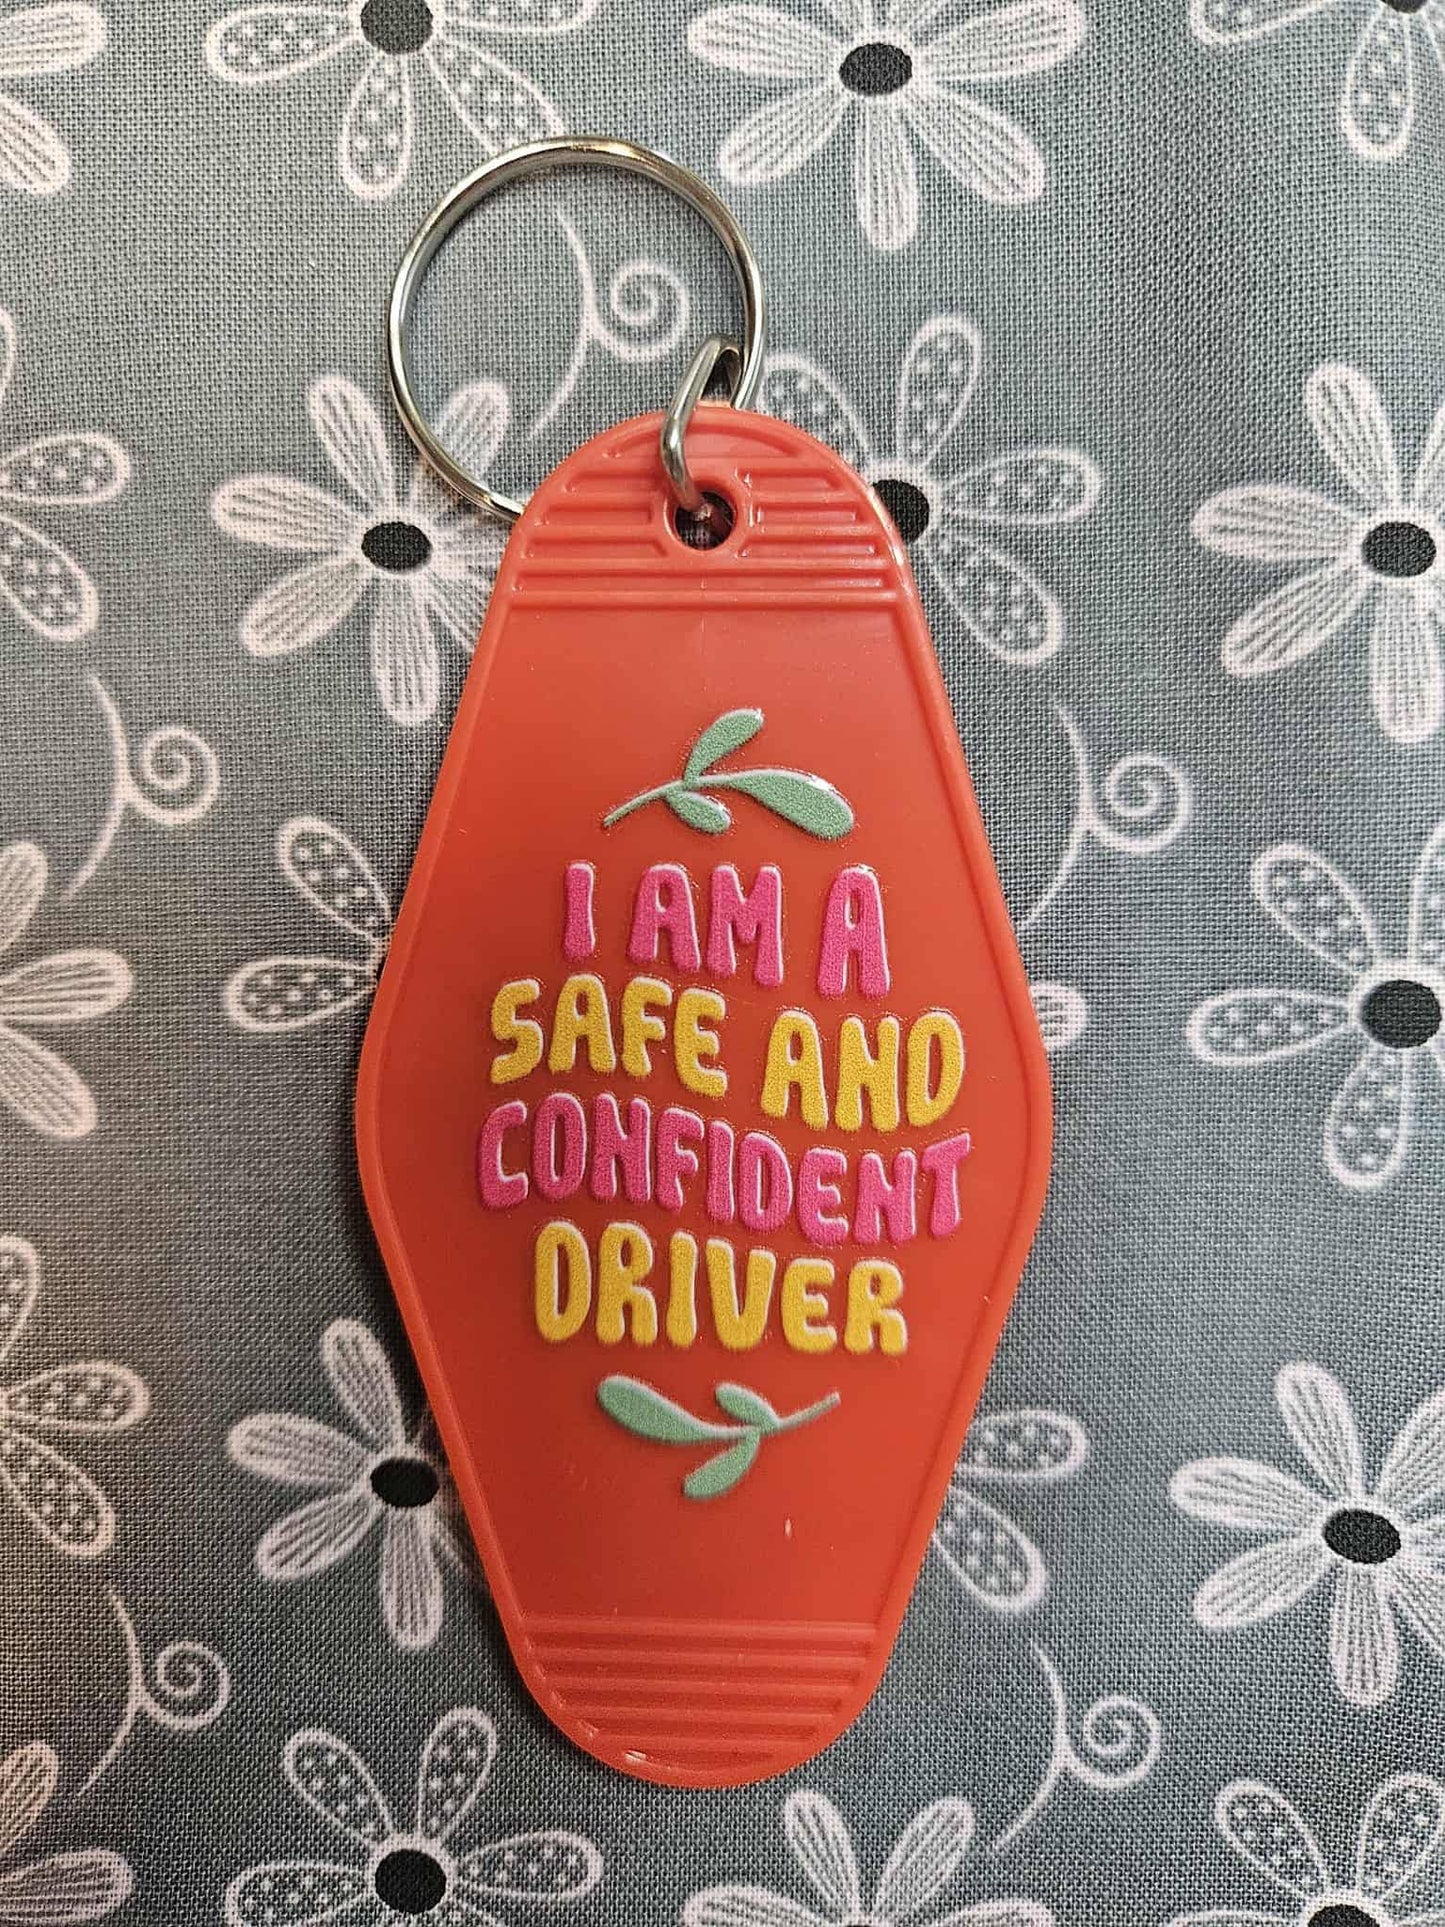 I AM A
SAFE AND
CONFIDENT
DRIVER